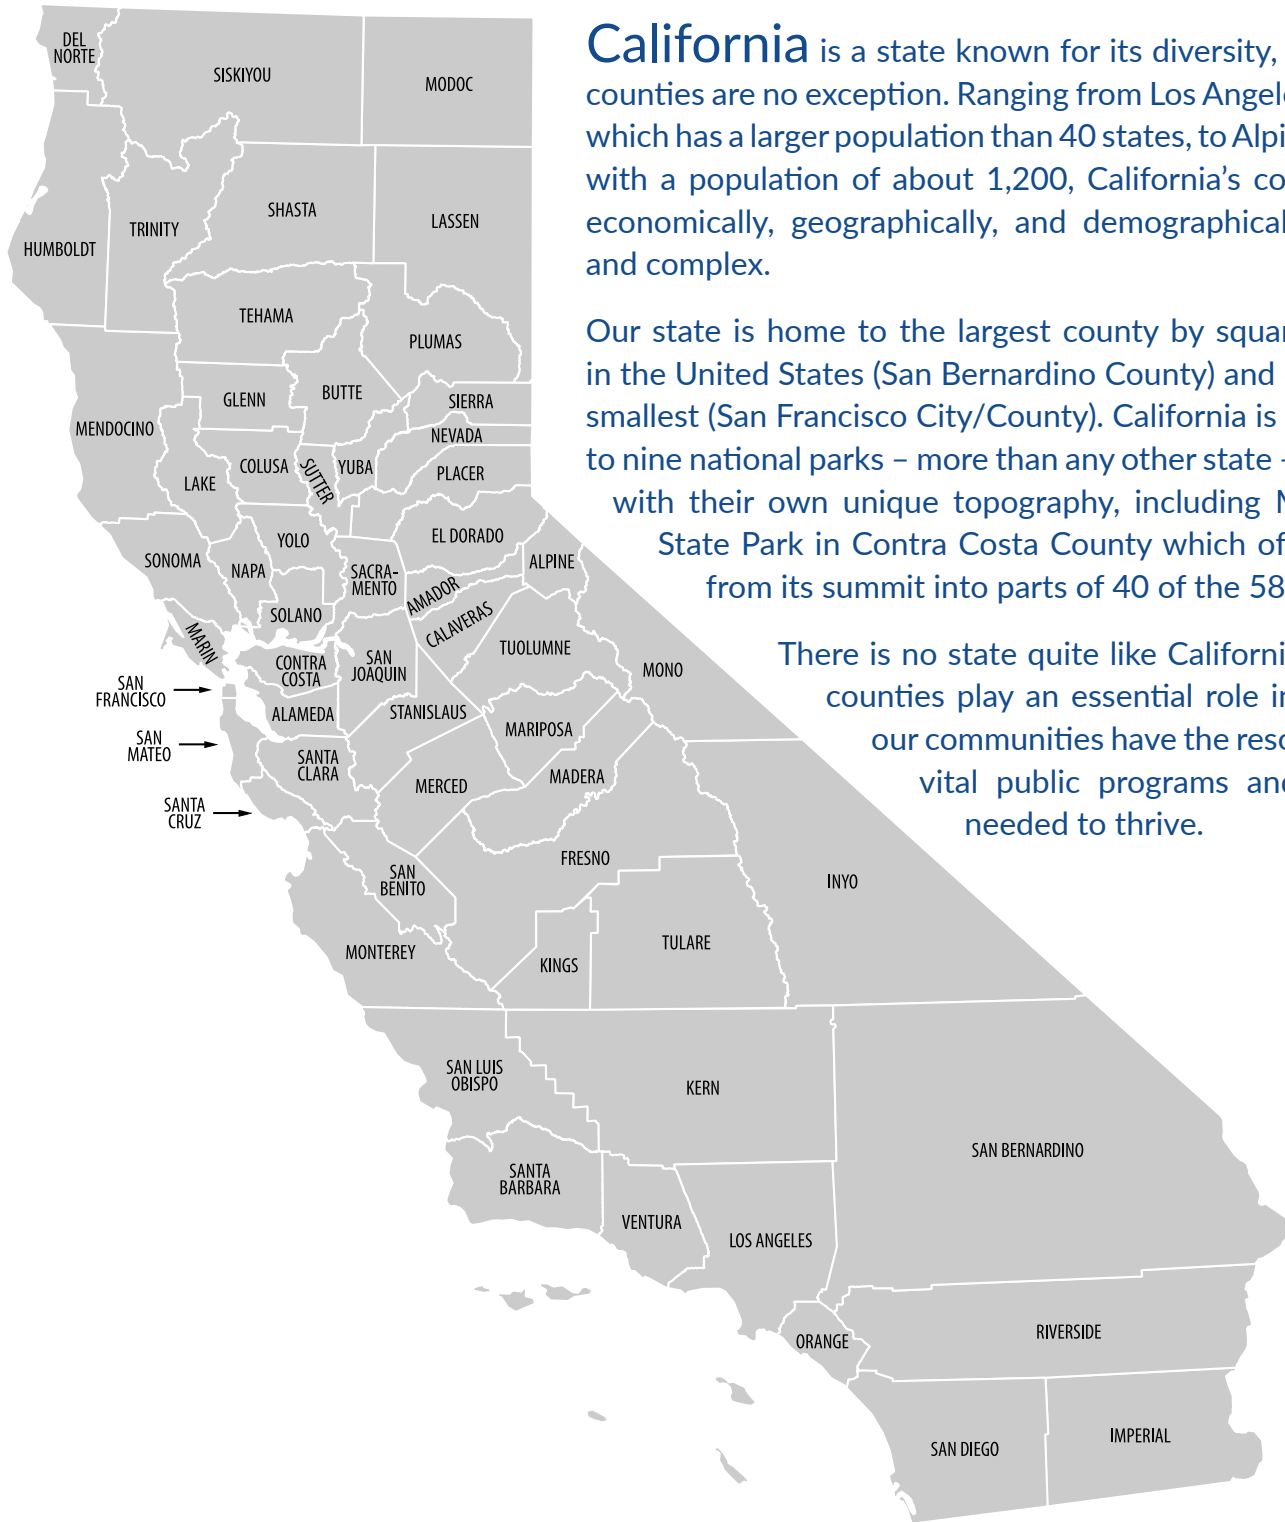 California is a state known for its diversity,
counties are no exception. Ranging from Los Angel
which has a larger population than 40 states, to Alpi
with a population of about 1,200, California’s co
economically, geographically, and demographical
and complex.
Our state is home to the largest county by squar
in the United States (San Bernardino County) and
smallest (San Francisco City/County). California is
to nine national parks – more than any other state –
with their own unique topography, including
State Park in Contra Costa County which of
from its summit into parts of 40 of the 58
There is no state quite like Californi
counties play an essential role in
our communities have the reso
vital public programs and
needed to thrive.
DEL
NORTE
SISKIYOU
MODOC
HUMBOLDT
TRINITY
SHASTA
LASSEN
TEHAMA
PLUMAS
MENDOCINO
GLENN
BUTTE
SIERRA
NEVADA
LAKE
COLUSA
SUTTER
YUBA
PLACER
SONOMA
NAPA
YOLO
EL DORADO
ALPINE
SACRA-
MENTO
AMADOR
SOLANO
CALAVERAS
MARIN
CONTRA
COSTA
SAN
JOAQUIN
TUOLUMNE
MONO
SAN
FRANCISCO
ALAMEDA
STANISLAUS
MARIPOSA
SAN
MATEO
SANTA
CLARA
MERCED
MADERA
SANTA
CRUZ
FRESNO
SAN
BENITO
INYO
MONTEREY
KINGS
TULARE
SAN LUIS
OBISPO
KERN
SAN BERNARDINO
SANTA
BARBARA
VENTURA
LOS ANGELES
ORANGE
RIVERSIDE
SAN DIEGO
IMPERIAL